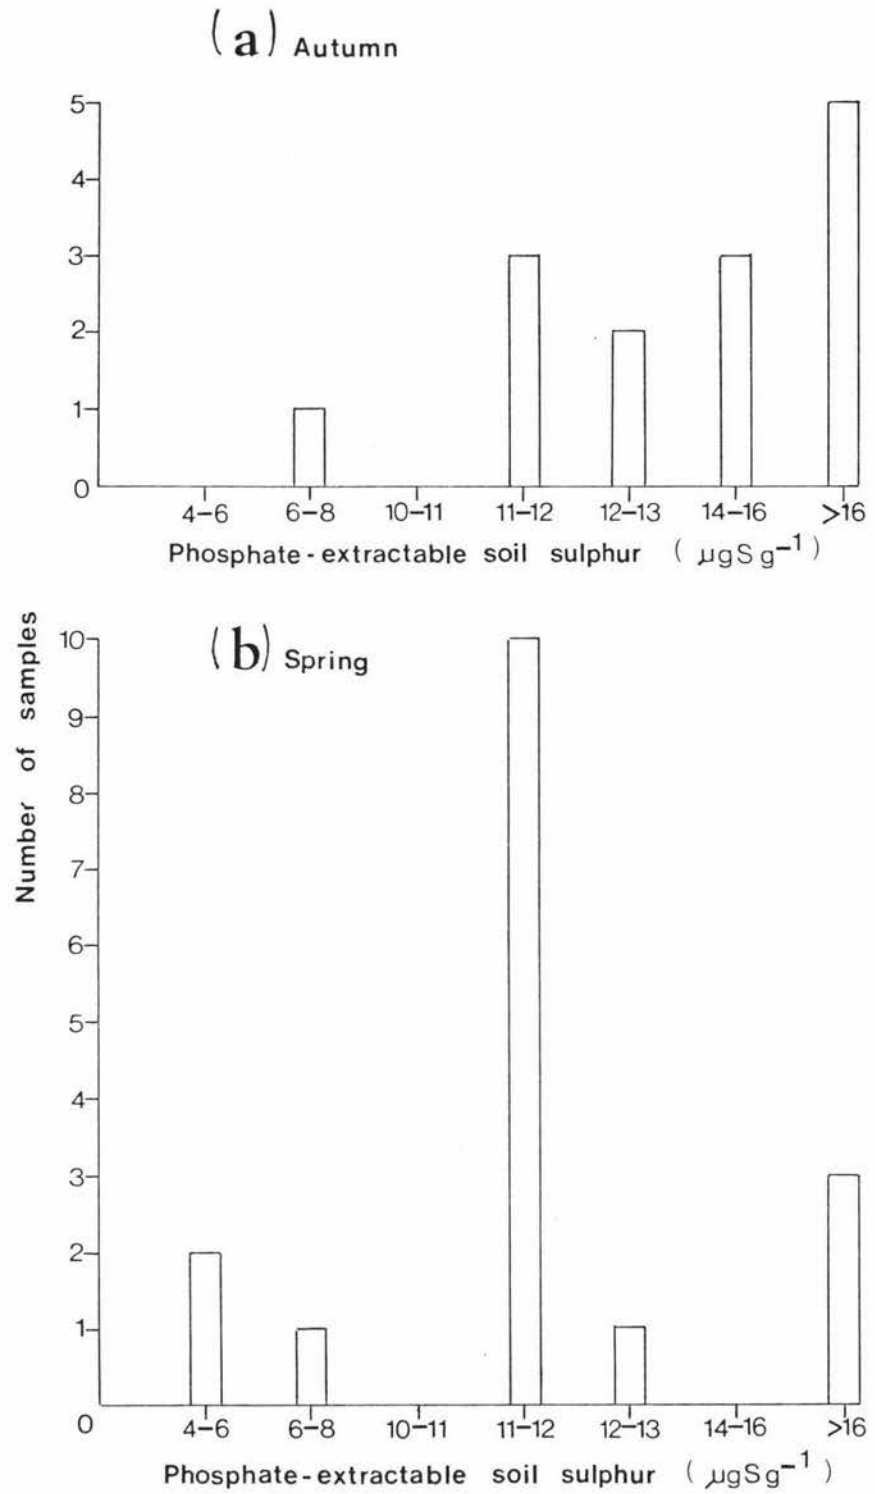 (a) Autumn
5
4
3
2
1
0
4-6 6-8 10-11 11-12 12-13 14-16 >16
Phosphate-extractable soil sulphur ( µgSg⁻¹)
Number of samples
(b) Spring
10
9
8
7
6
5
4
3
2
1
0
4-6 6-8 10-11 11-12 12-13 14-16 >16
Phosphate-extractable soil sulphur ( µgSg⁻¹ )